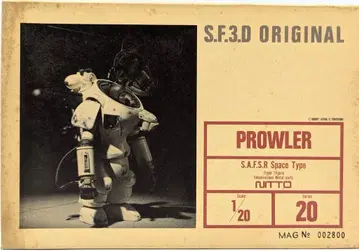 S.F.3.D ORIGINAL
PROWLER
S.A.F.S.R Space Type
NITTO
Scale
1/20
Series
20
MAG № 002800